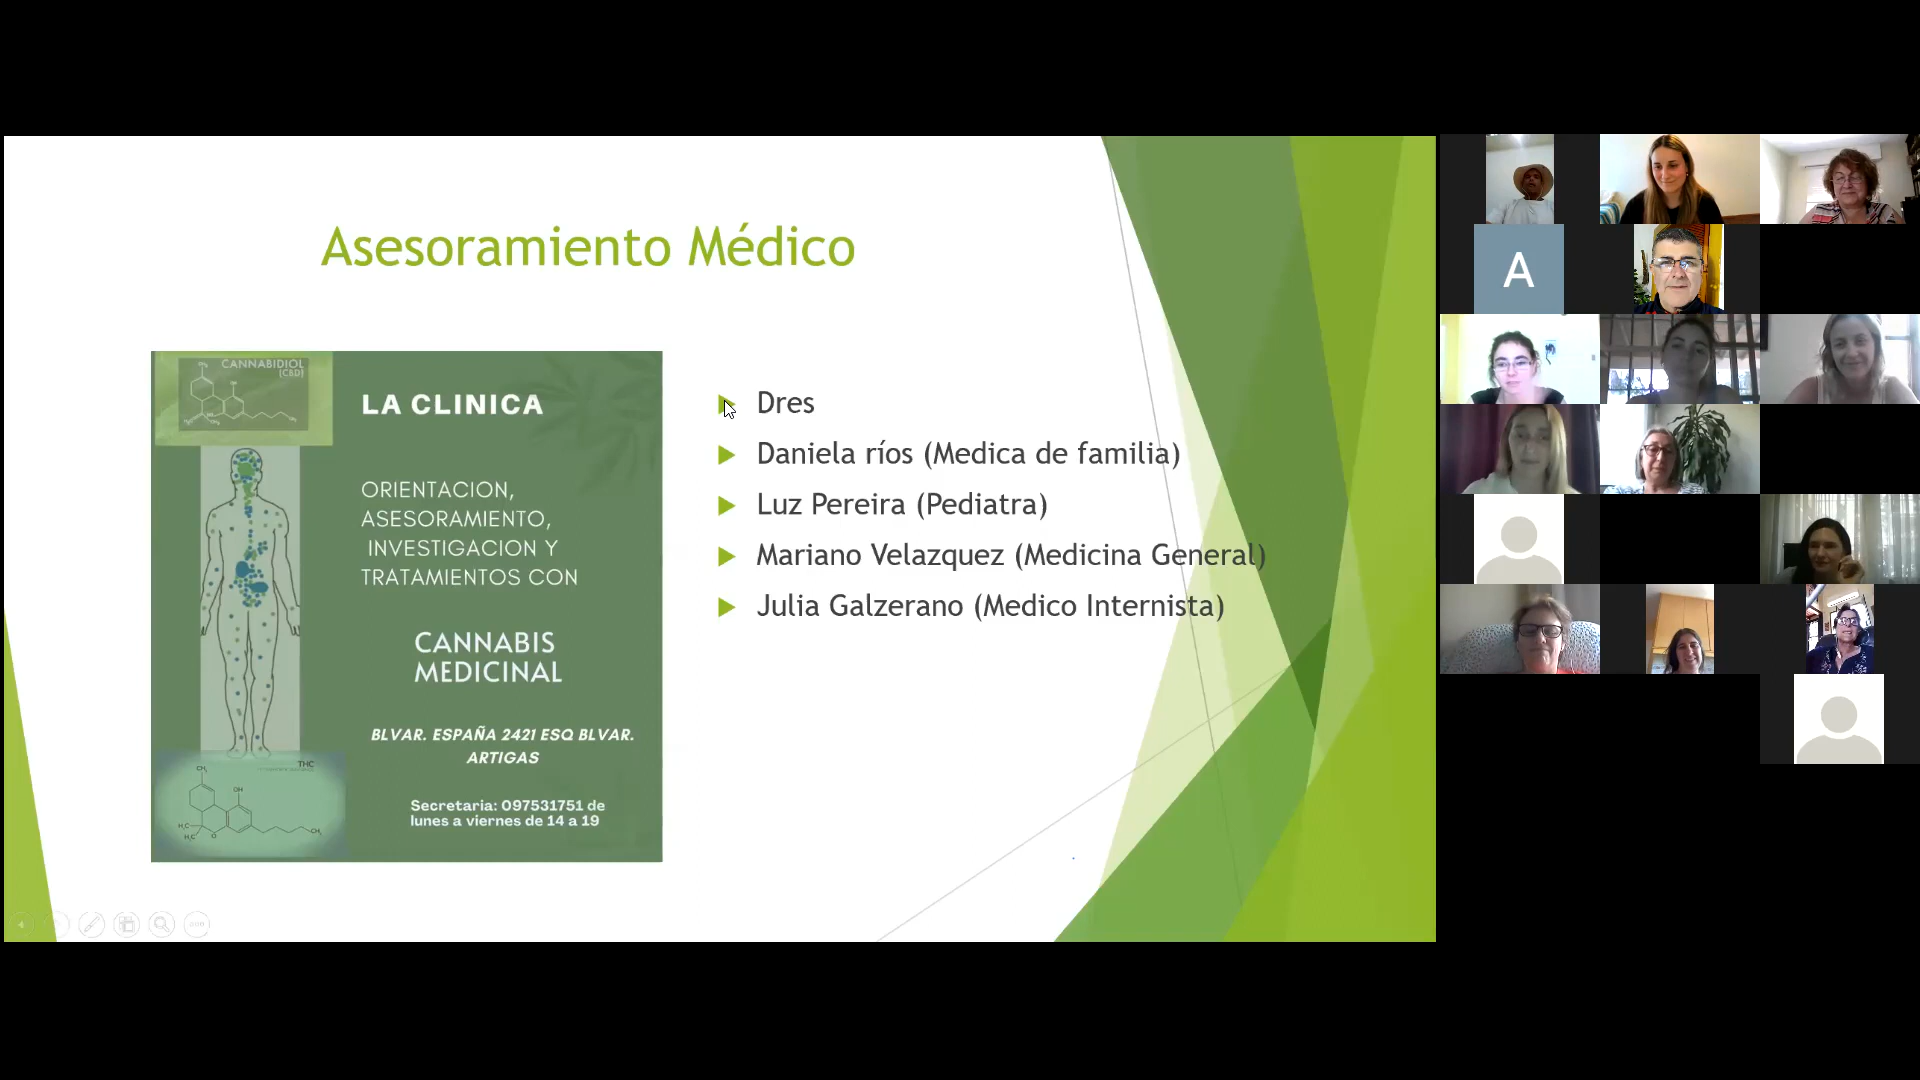 Asesoramiento Médico
CANNABIDIOL
(CBD)
LA CLINICA
ORIENTACION,
ASESORAMIENTO,
INVESTIGACION Y
TRATAMIENTOS CON
CANNABIS
MEDICINAL
BLVAR. ESPAÑA 2421 ESQ BLVAR.
ARTIGAS
THC
OH
Secretaria: 097531751 de
lunes a viernes de 14 a 19
Dres
Daniela ríos (Medica de familia)
Luz Pereira (Pediatra)
Mariano Velazquez (Medicina General)
Julia Galzerano (Medico Internista)
A